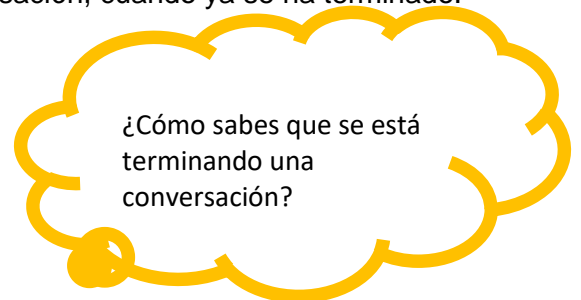 cuando ya se ha terminado.
¿Cómo sabes que se está
terminando una
conversación?